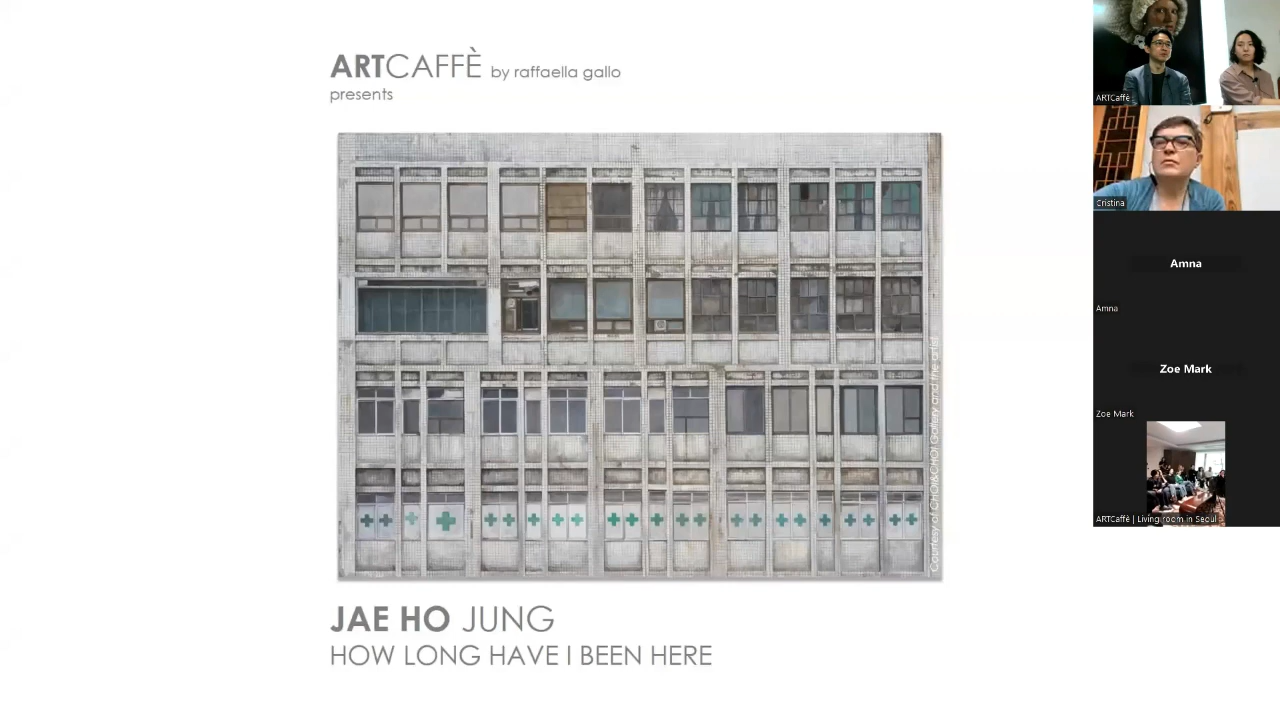 ARTCAFFÈ by raffaella gallo
presents
Courtesy of CHOI&CHOI Gallery and the artist
JAE HO JUNG
HOW LONG HAVE I BEEN HERE
ARTCaffè
Cristina
Amna
Amna
Zoe Mark
Zoe Mark
ARTCaffè | Living room in Seoul